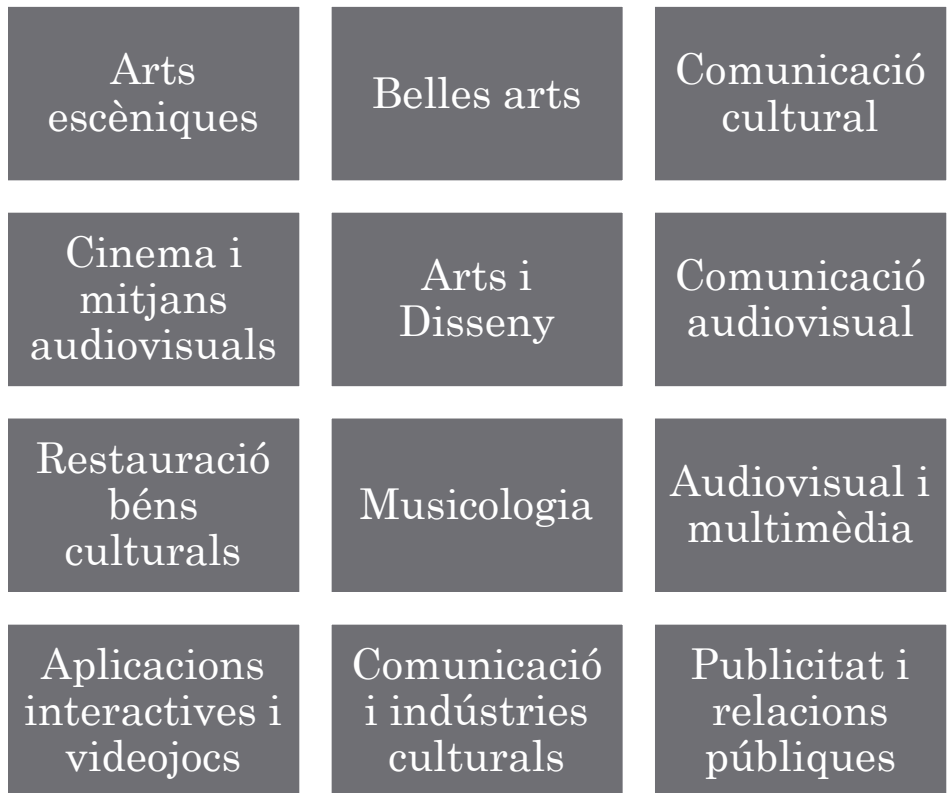 Arts
escèniques
Belles arts
Comunicació
cultural
Cinema i
mitjans
audiovisuals
Arts i
Disseny
Comunicació
audiovisual
Restauració
béns
culturals
Musicologia
Audiovisual i
multimèdia
Aplicacions
interactives i
videojocs
Comunicació
i indústries
culturals
Publicitat i
relacions
públiques